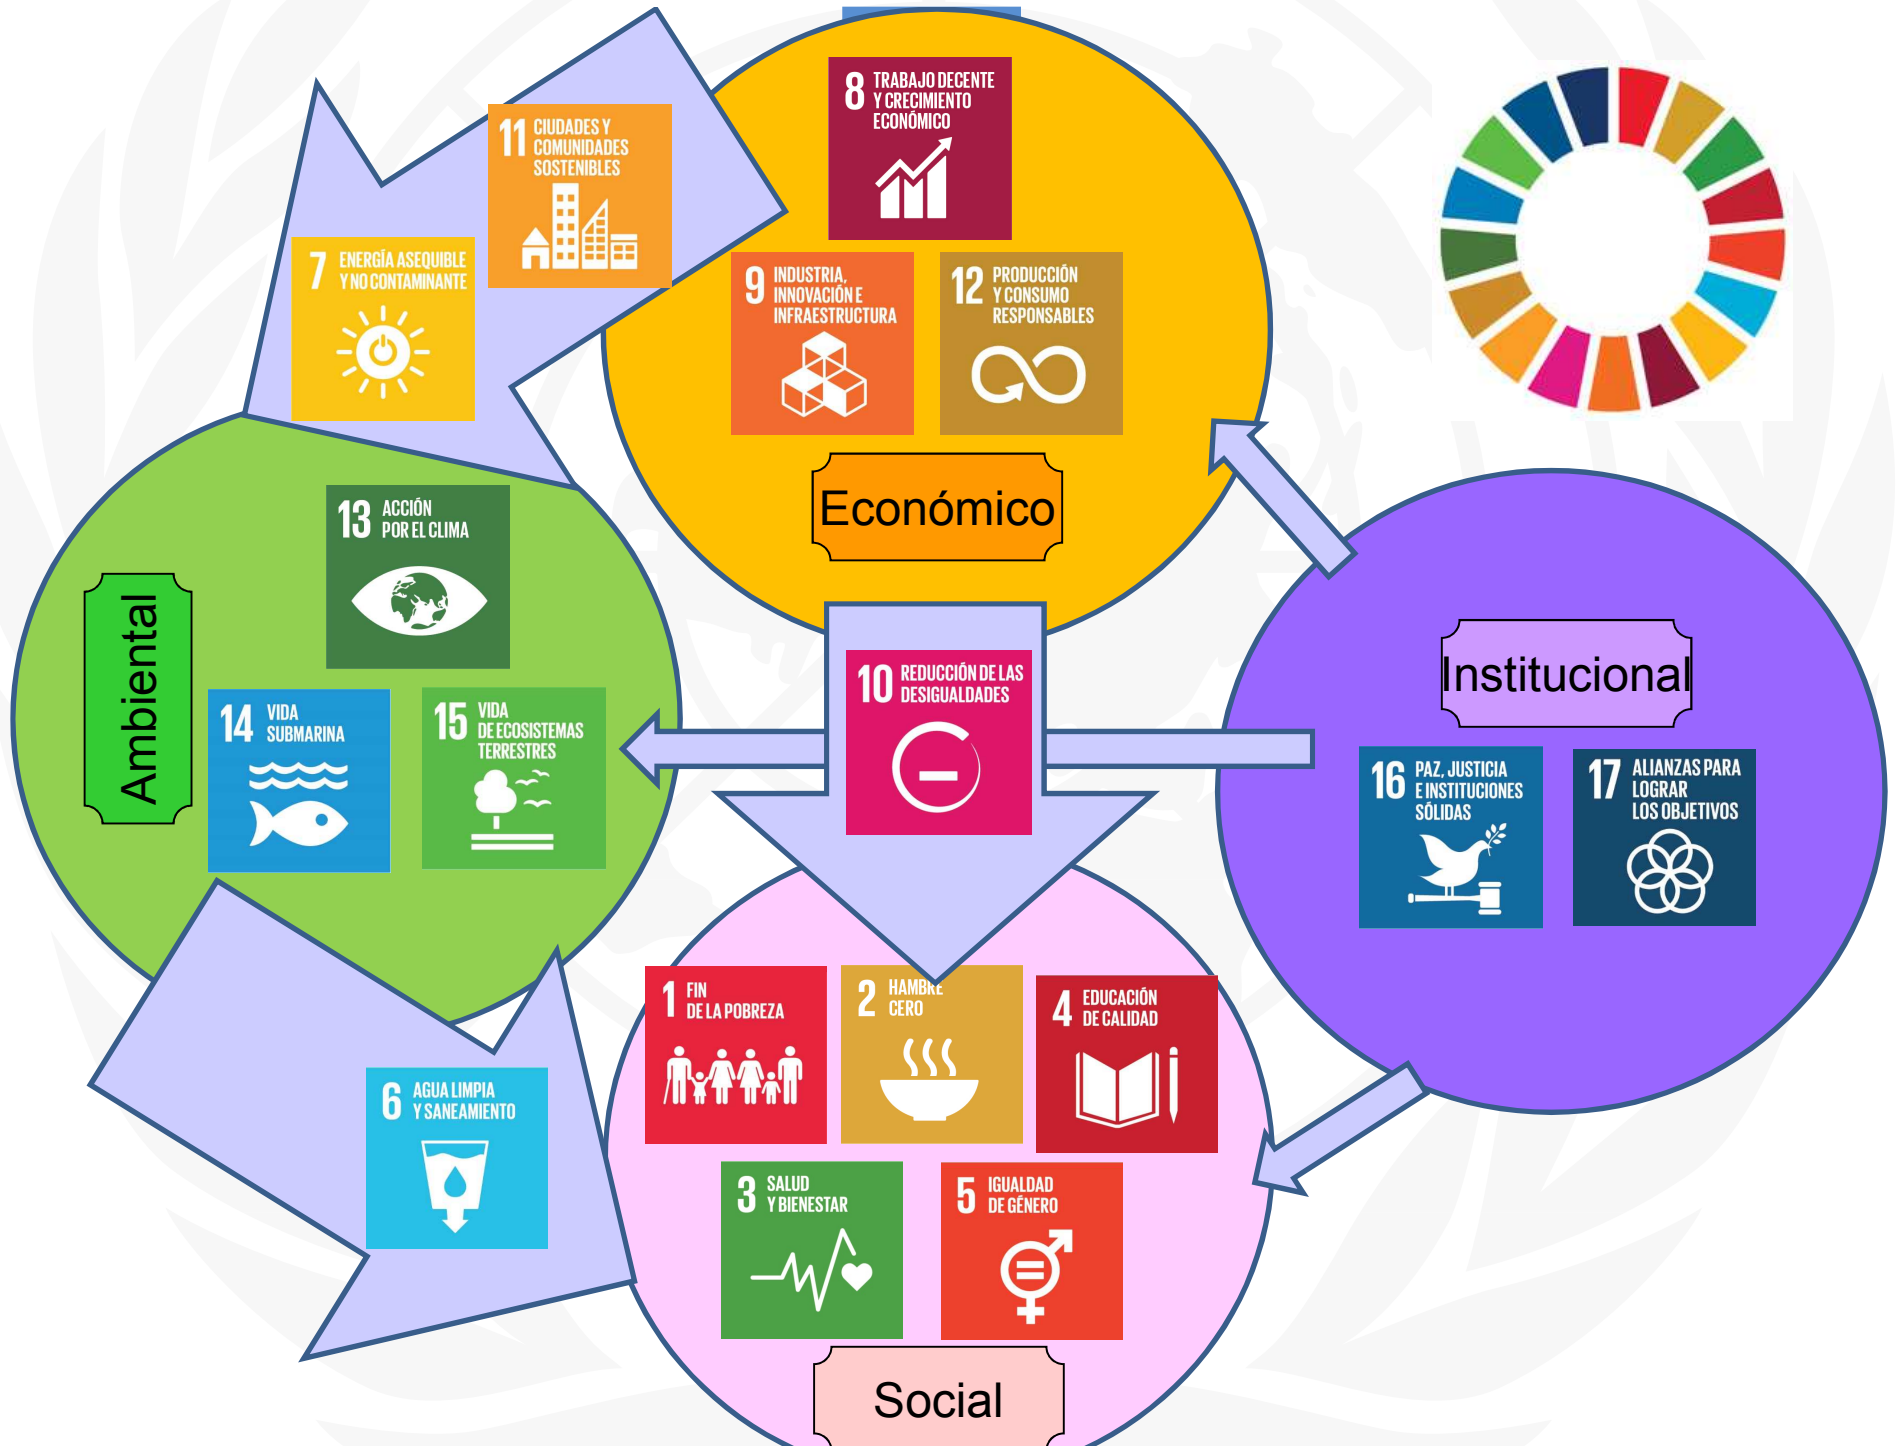 8 TRABAJO DECENTE
Y CRECIMIENTO
ECONÓMICO
11 CIUDADES Y
COMUNIDADES
SOSTENIBLES
7 ENERGÍA ASEQUIBLE
Y NO CONTAMINANTE
9 INDUSTRIA,
INNOVACIÓN E
INFRAESTRUCTURA
12 PRODUCCIÓN
Y CONSUMO
RESPONSABLES
Económico
13 ACCIÓN
POR EL CLIMA
Ambiental
14 VIDA
SUBMARINA
15 VIDA
DE ECOSISTEMAS
TERRESTRES
10 REDUCCIÓN DE LAS
DESIGUALDADES
Institucional
16 PAZ, JUSTICIA
E INSTITUCIONES
SÓLIDAS
17 ALIANZAS PARA
LOGRAR
LOS OBJETIVOS
1 FIN
DE LA POBREZA
2 HAMBRE
CERO
4 EDUCACIÓN
DE CALIDAD
6 AGUA LIMPIA
Y SANEAMIENTO
3 SALUD
Y BIENESTAR
5 IGUALDAD
DE GÉNERO
Social